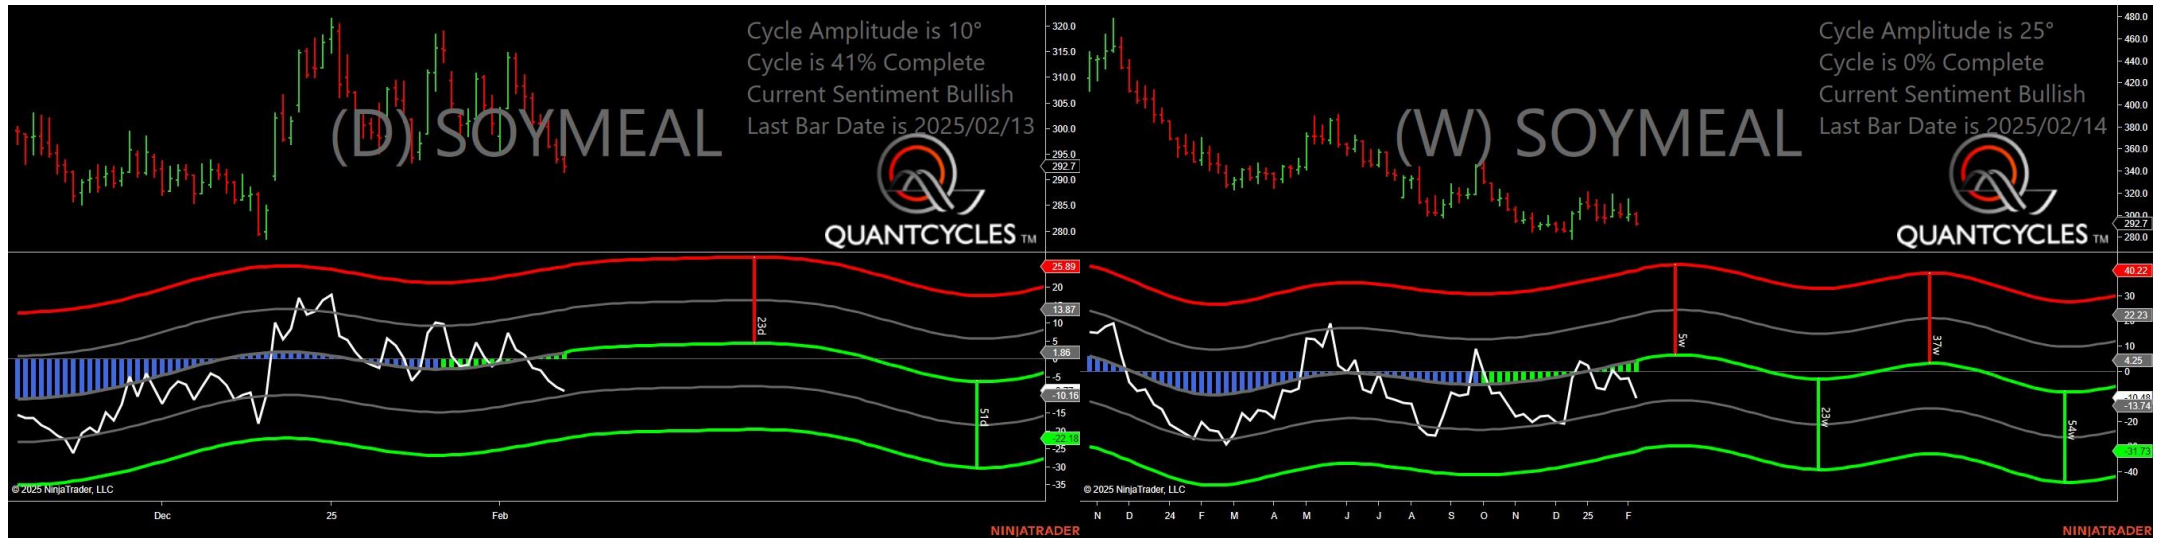 Cycle Amplitude is 10°
Cycle is 41% Complete
Current Sentiment Bullish
Last Bar Date is 2025/02/13
(D) SOYMEAL
QUANTCYCLES TM
320.0
315.0
310.0
305.0
300.0
295.0
292.7
290.0
285.0
280.0
25.89
20
13.87
10
5
1.86
-5
-10.16
-15
-22.18
-30
-35
23d
51d
© 2025 NinjaTrader, LLC
Dec 25 Feb
NINJATRADER
Cycle Amplitude is 25°
Cycle is 0% Complete
Current Sentiment Bullish
Last Bar Date is 2025/02/14
(W) SOYMEAL
QUANTCYCLES TM
480.0
460.0
440.0
420.0
400.0
380.0
360.0
340.0
320.0
300.0
292.7
280.0
40.22
30
22.23
10
4.25
0
-10.48
-13.74
-20
-31.73
-40
5w
37w
23w
54w
© 2025 NinjaTrader, LLC
N D 24 F M A M J J A S O N D 25 F
NINJATRADER